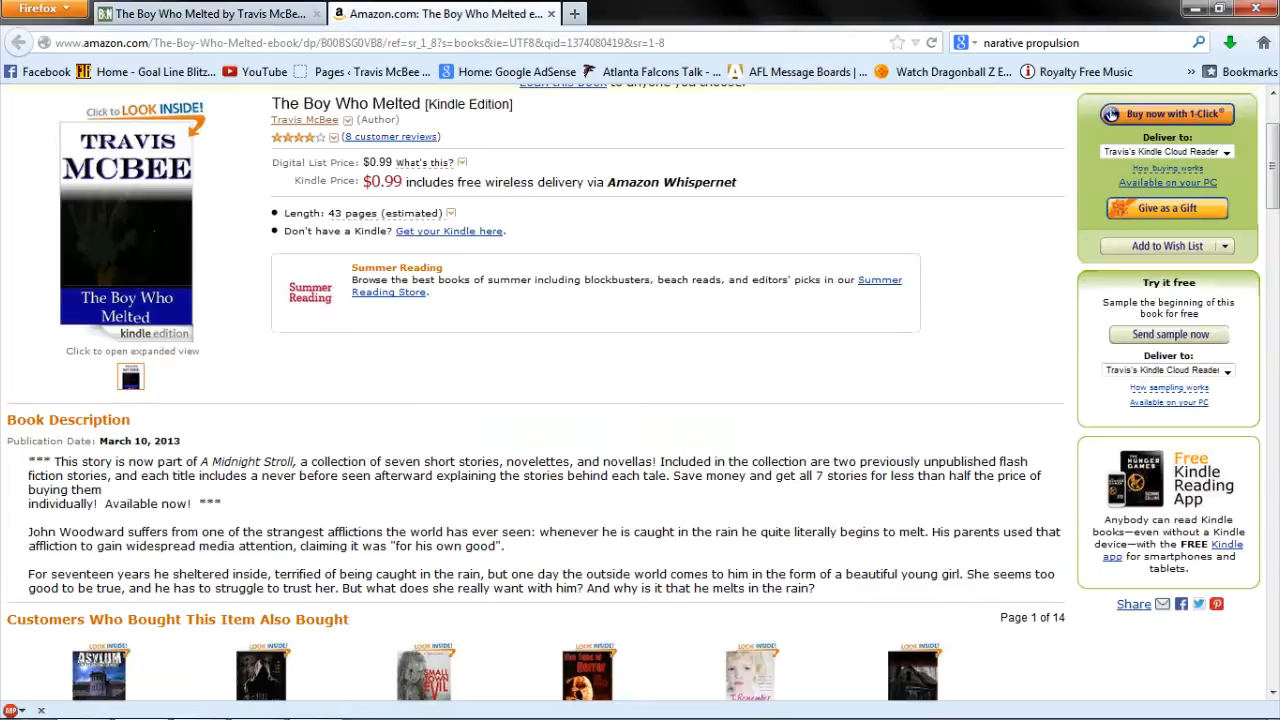 Firefox
The Boy Who Melted by Travis McBe...
Amazon.com: The Boy Who Melted e...
www.amazon.com/The-Boy-Who-Melted-ebook/dp/B00BSG0VB8/ref=sr_1_8?s=books&ie=UTF8&qid=1374080419&sr=1-8
narative propulsion
Facebook
Home - Goal Line Blitz...
YouTube
Pages ‹ Travis McBee ...
Home: Google AdSense
Atlanta Falcons Talk - ...
AFL Message Boards | ...
Watch Dragonball Z E...
Royalty Free Music
»
Bookmarks
Click to LOOK INSIDE!
TRAVIS
MCBEE
The Boy Who
Melted
kindle edition
Click to open expanded view
The Boy Who Melted [Kindle Edition]
Travis McBee (Author)
(8 customer reviews)
Digital List Price: $0.99 What's this?
Kindle Price: $0.99 includes free wireless delivery via Amazon Whispernet
Length: 43 pages (estimated)
Don't have a Kindle? Get your Kindle here.
Summer
Reading
Summer Reading
Browse the best books of summer including blockbusters, beach reads, and editors' picks in our Summer
Reading Store.
Buy now with 1-Click®
Deliver to:
Travis's Kindle Cloud Reader
How buying works
Available on your PC
Give as a Gift
Add to Wish List
Try it free
Sample the beginning of this
book for free
Send sample now
Deliver to:
Travis's Kindle Cloud Reader
How sampling works
Available on your PC
Free
Kindle
Reading
App
Anybody can read Kindle
books—even without a Kindle
device—with the FREE Kindle
app for smartphones and
tablets.
Share
Book Description
Publication Date: March 10, 2013
*** This story is now part of A Midnight Stroll, a collection of seven short stories, novelettes, and novellas! Included in the collection are two previously unpublished flash
fiction stories, and each title includes a never before seen afterward explaining the stories behind each tale. Save money and get all 7 stories for less than half the price of
buying them
individually! Available now! ***
John Woodward suffers from one of the strangest afflictions the world has ever seen: whenever he is caught in the rain he quite literally begins to melt. His parents used that
affliction to gain widespread media attention, claiming it was "for his own good".
For seventeen years he sheltered inside, terrified of being caught in the rain, but one day the outside world comes to him in the form of a beautiful young girl. She seems too
good to be true, and he has to struggle to trust her. But what does she really want with him? And why is it that he melts in the rain?
Customers Who Bought This Item Also Bought
Page 1 of 14
LOOK INSIDE!
LOOK INSIDE!
LOOK INSIDE!
LOOK INSIDE!
LOOK INSIDE!
LOOK INSIDE!
ASYLUM
SMALL
EVIL
Horror
Remember
ABP